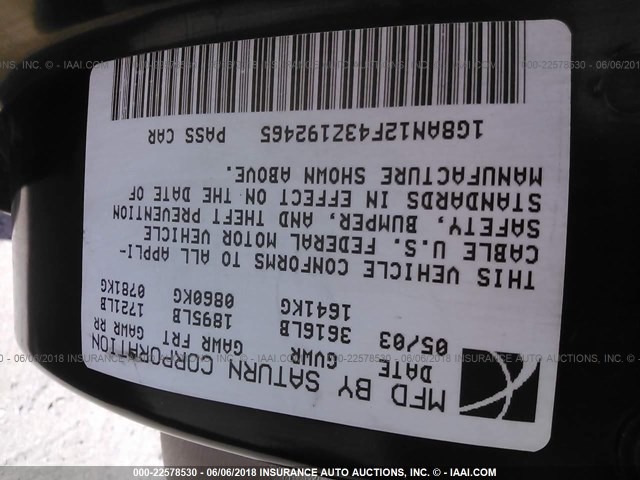 MFD BY SATURN CORPORATION
DATE GVWR GAWR FRT GAWR RR
05/03 3616LB 1895LB 1721LB
1641KG 0860KG 0781KG
THIS VEHICLE CONFORMS TO ALL APPLI-
CABLE U.S. FEDERAL MOTOR VEHICLE
SAFETY, BUMPER, AND THEFT PREVENTION
STANDARDS IN EFFECT ON THE DATE OF
MANUFACTURE SHOWN ABOVE.
1G8AN12F43Z192465 PASS CAR
000-22578530 - 06/06/2018 INSURANCE AUTO AUCTIONS, INC. - IAAI.COM